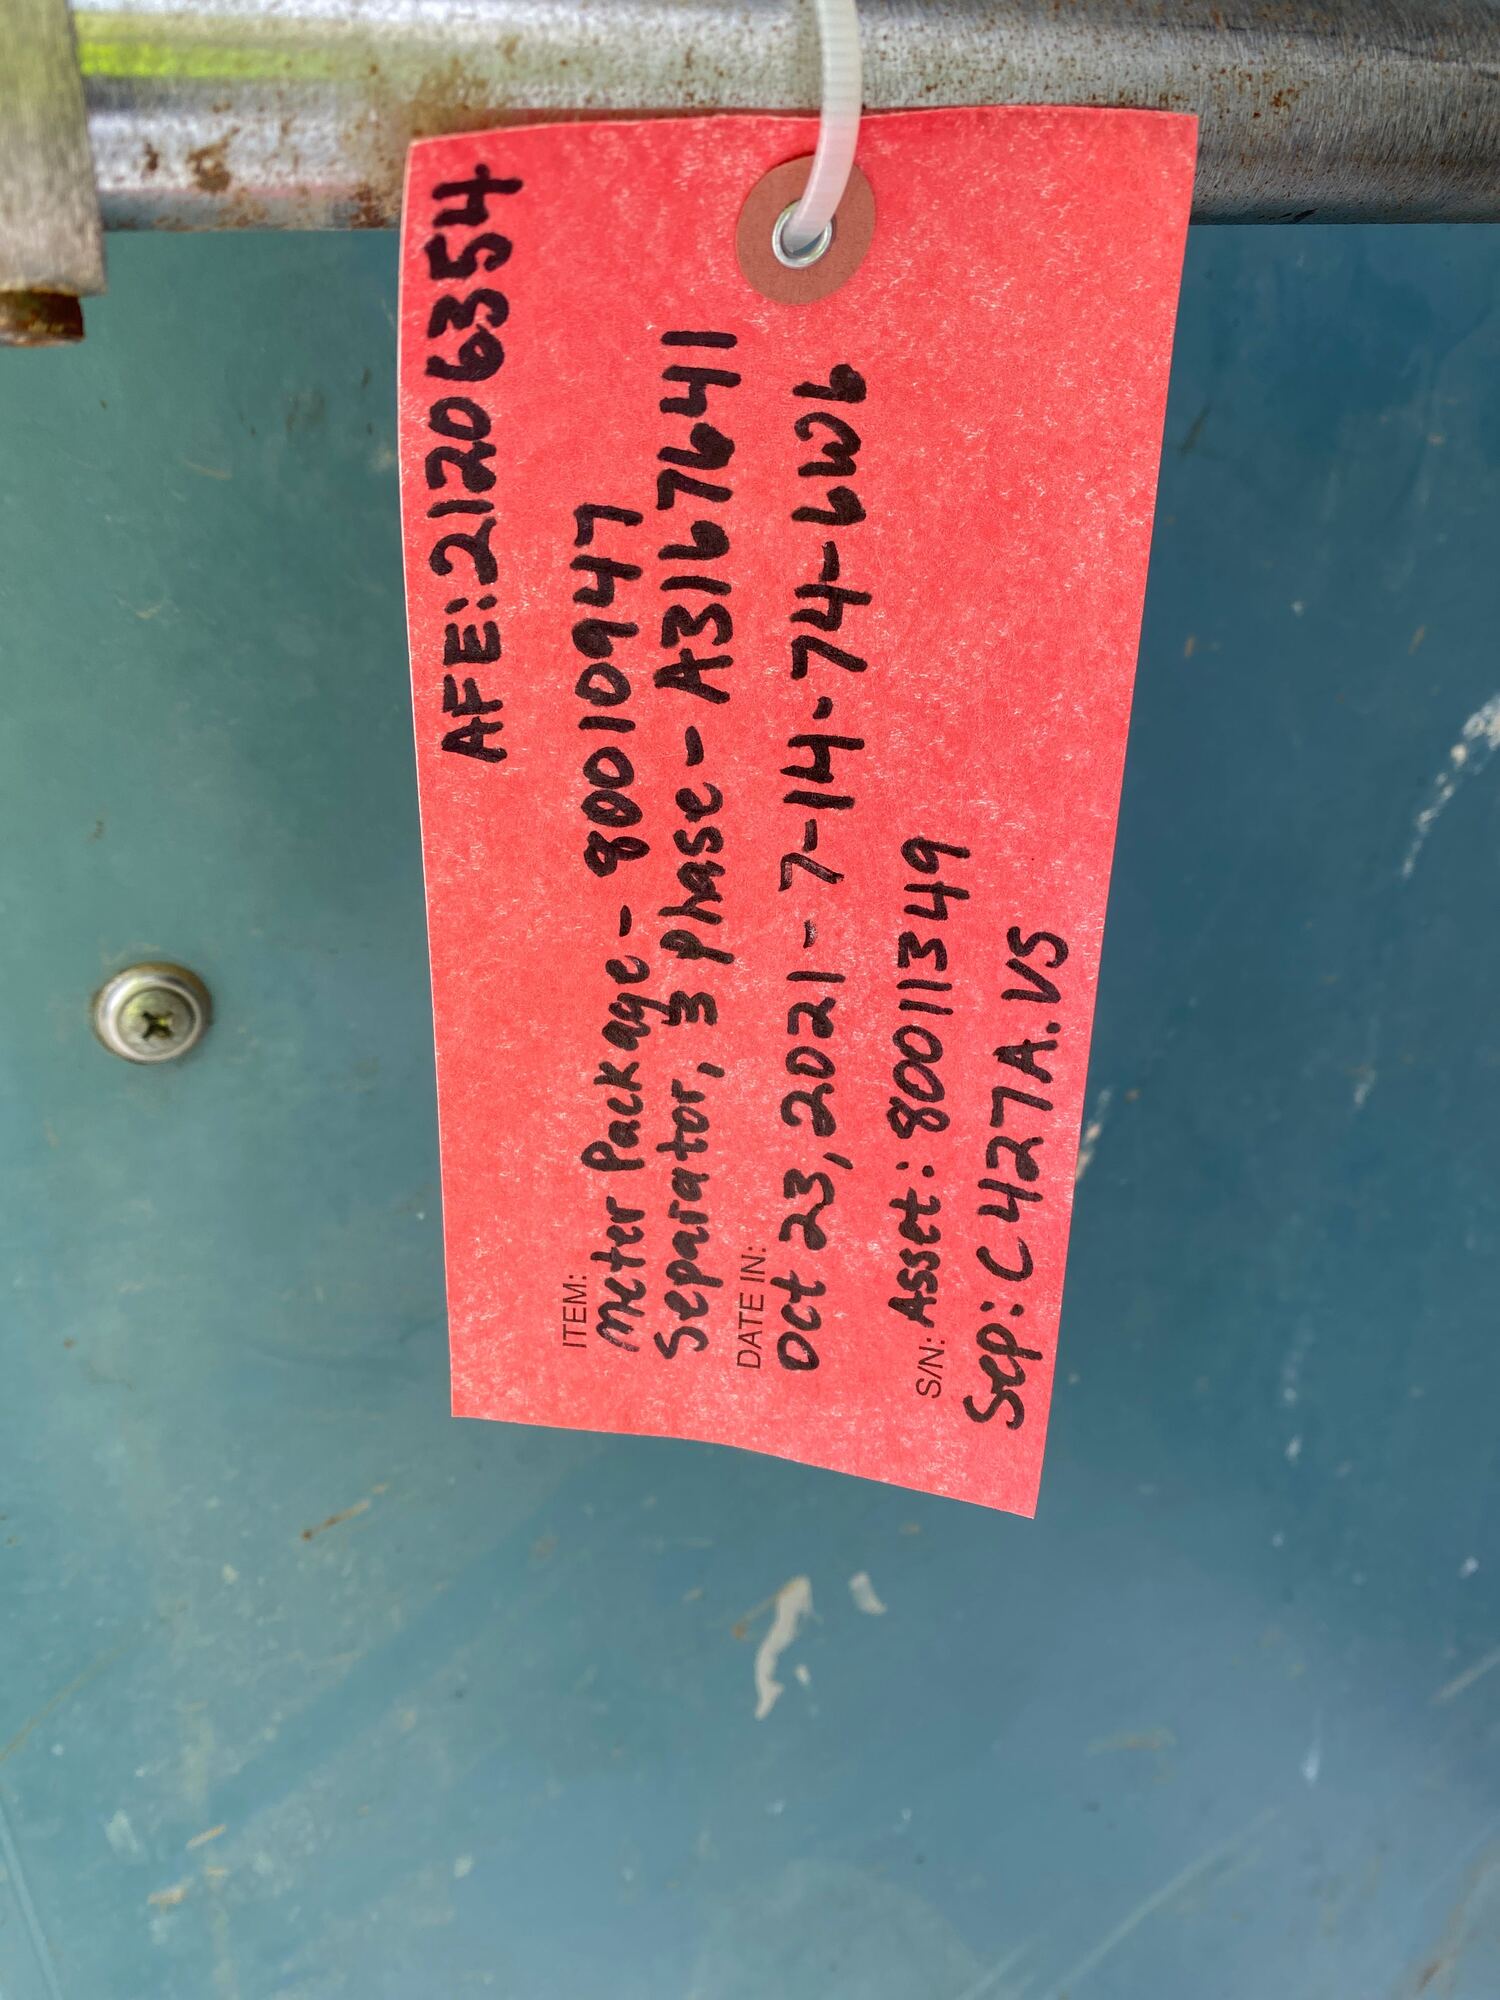 AFE:21206354
ITEM:
Meter Package - 80010947
Separator, 3 phase - A3167641
DATE IN:
Oct 23, 2021 - 7-14-74-6W6
S/N: Asset: 80011349
Sep: C427A.VS